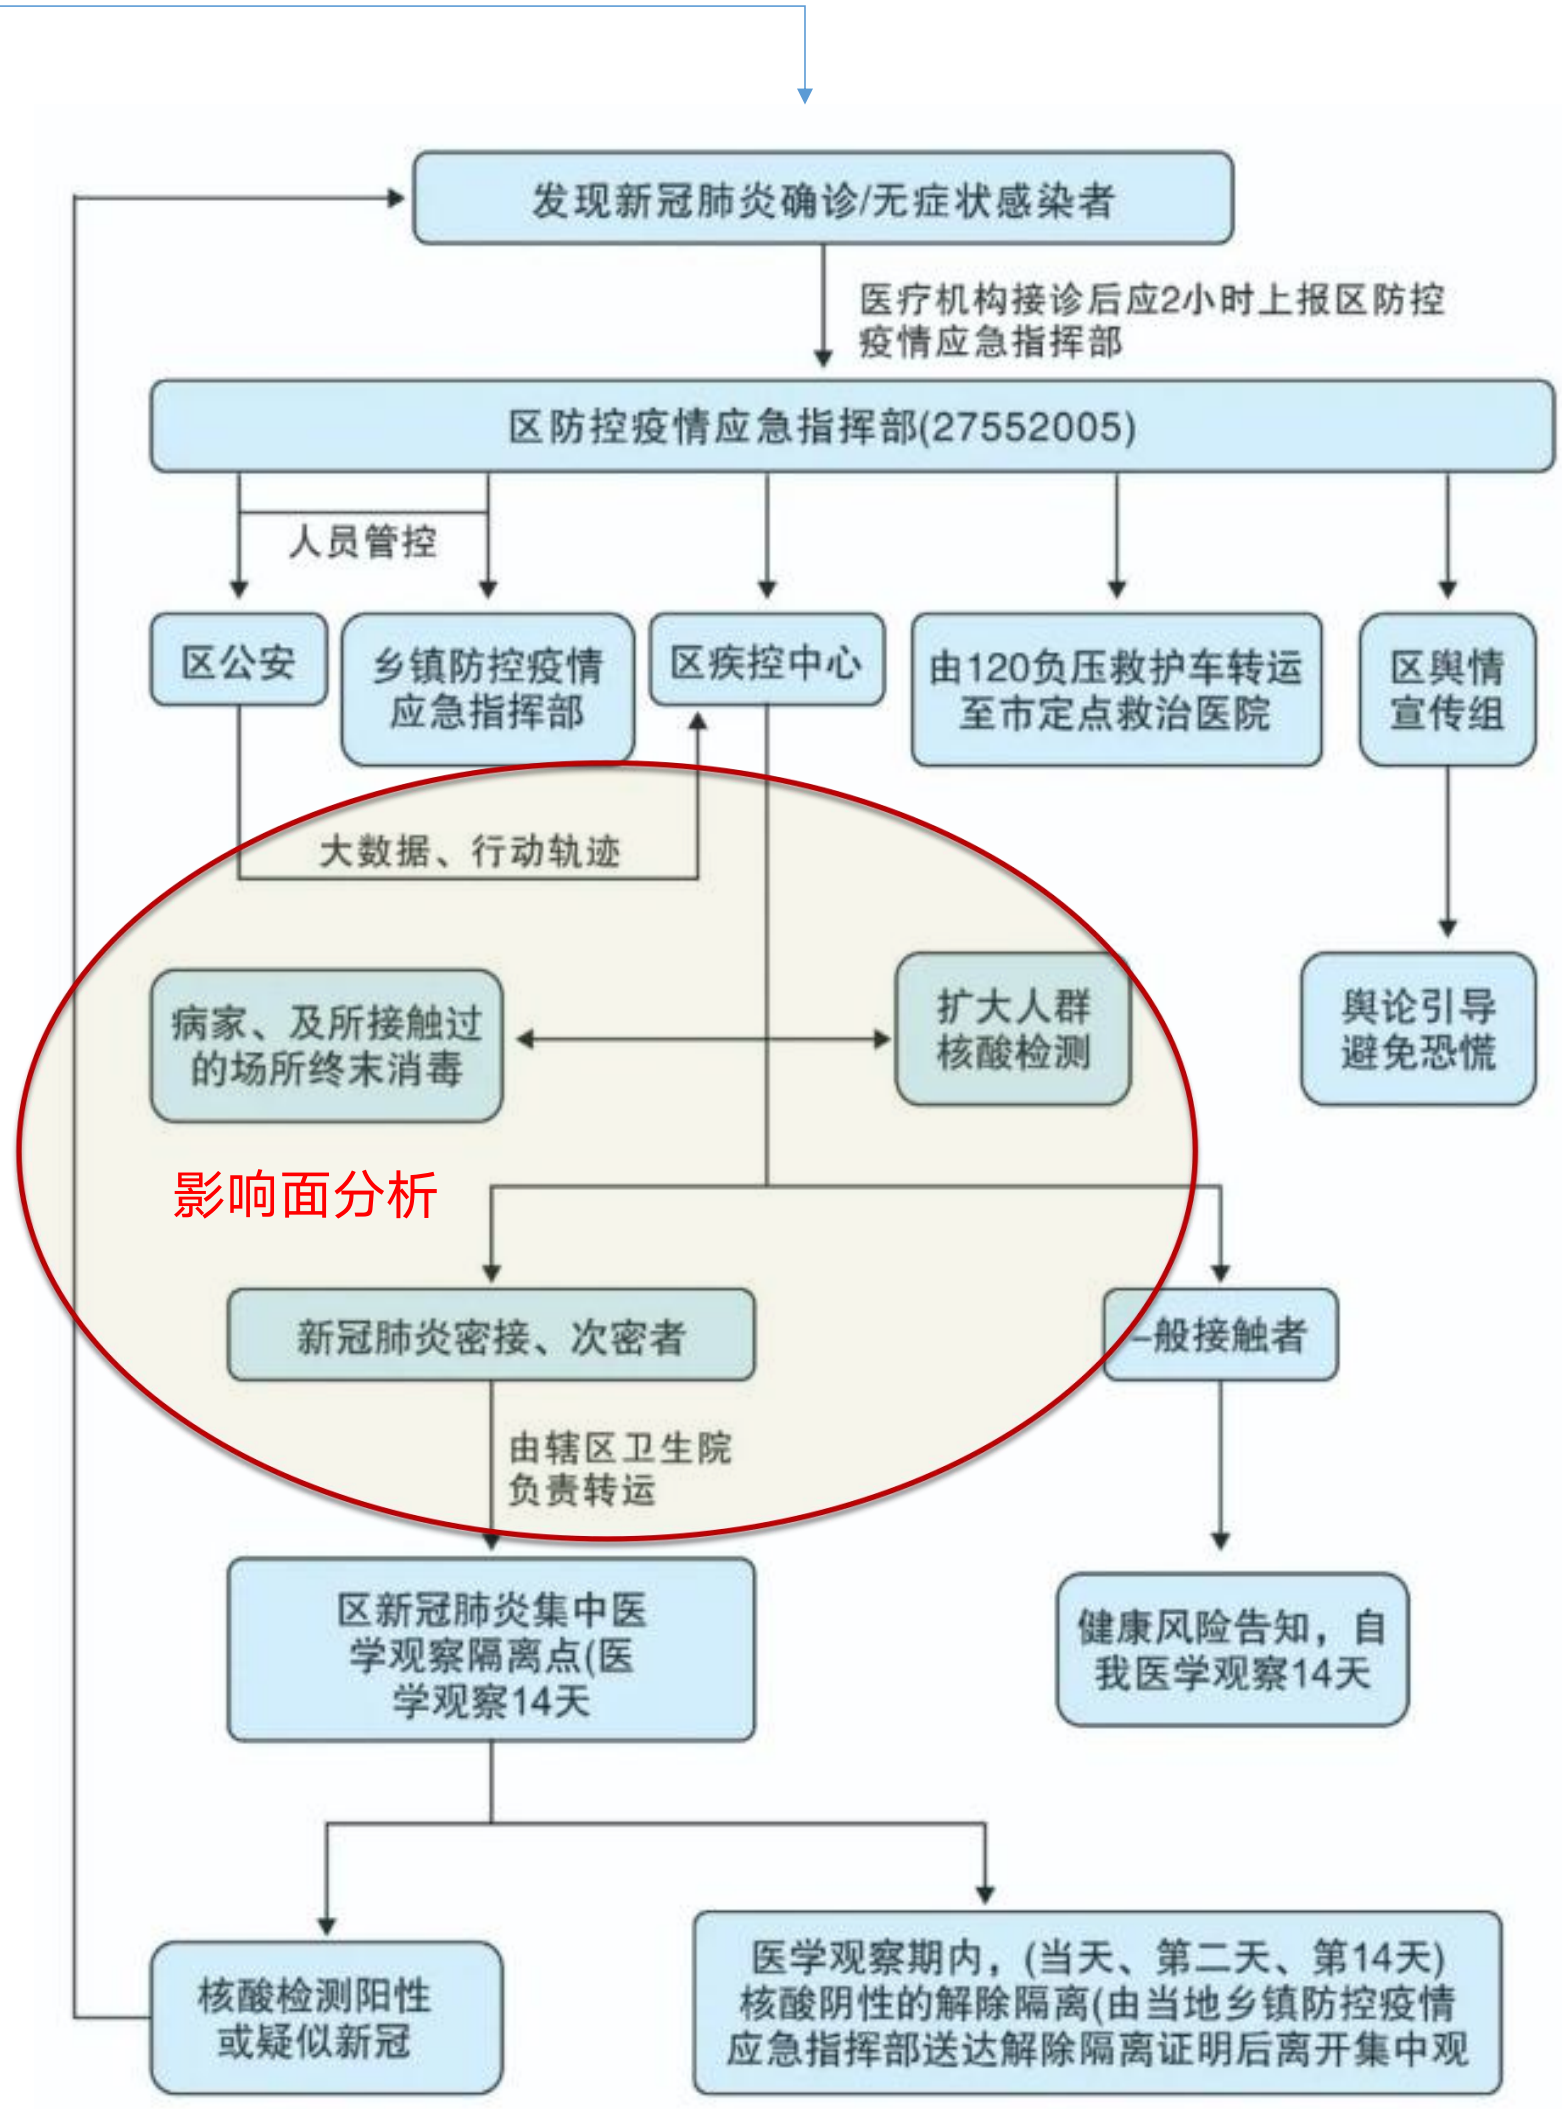 发现新冠肺炎确诊/无症状感染者
医疗机构接诊后应2小时上报区防控
疫情应急指挥部
区防控疫情应急指挥部(27552005)
人员管控
区公安
乡镇防控疫情
应急指挥部
区疾控中心
由120负压救护车转运
至市定点救治医院
区舆情
宣传组
大数据、行动轨迹
病家、及所接触过
的场所终末消毒
扩大人群
核酸检测
舆论引导
避免恐慌
影响面分析
新冠肺炎密接、次密者
一般接触者
由辖区卫生院
负责转运
区新冠肺炎集中医
学观察隔离点(医
学观察14天
健康风险告知，自
我医学观察14天
核酸检测阳性
或疑似新冠
医学观察期内，(当天、第二天、第14天)
核酸阴性的解除隔离(由当地乡镇防控疫情
应急指挥部送达解除隔离证明后离开集中观